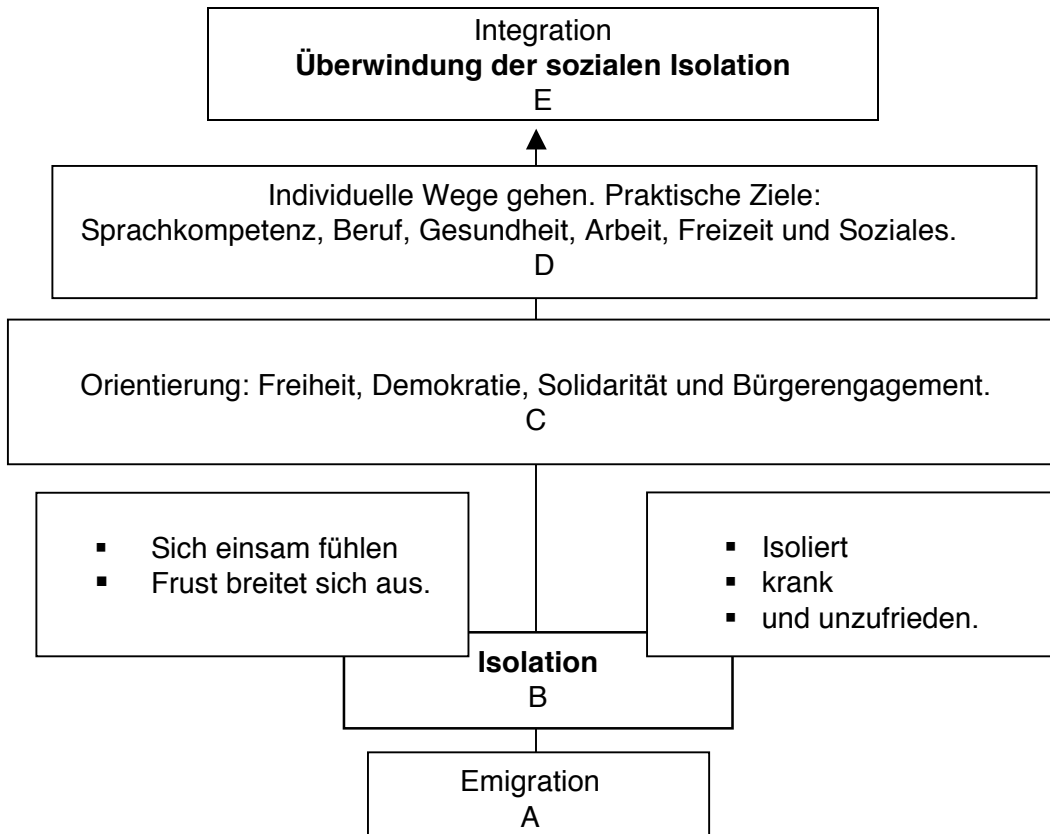 Integration
Überwindung der sozialen Isolation
E
Individuelle Wege gehen. Praktische Ziele:
Sprachkompetenz, Beruf, Gesundheit, Arbeit, Freizeit und Soziales.
D
Orientierung: Freiheit, Demokratie, Solidarität und Bürgerengagement.
C
▪ Sich einsam fühlen
▪ Frust breitet sich aus.
▪ Isoliert
▪ krank
▪ und unzufrieden.
Isolation
B
Emigration
A